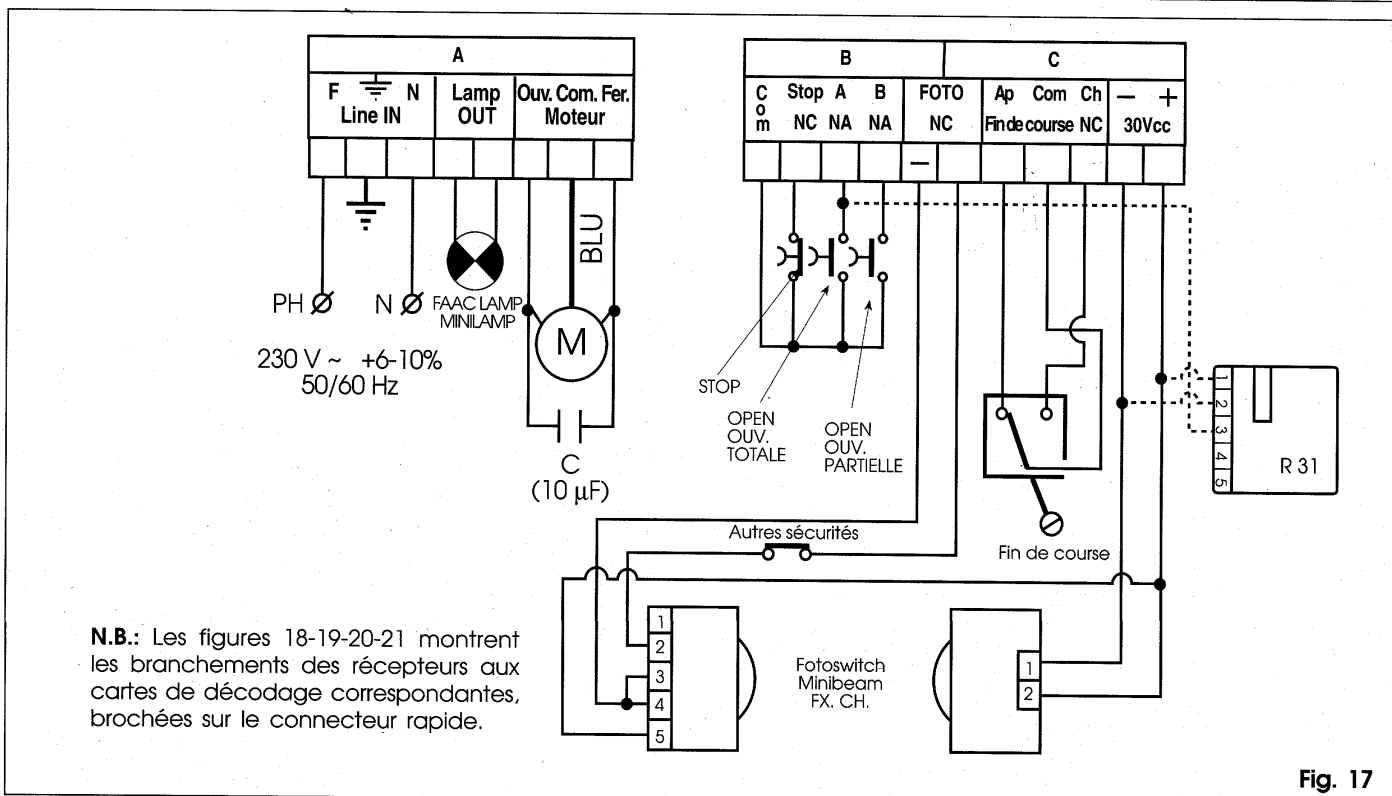 A
F N Lamp Ouv. Com. Fer.
Line IN OUT Moteur
B C
Com Stop A B FOTO Ap Com Ch — +
NC NA NA NC Fin de course NC 30Vcc
—
BLU
PH N FAAC LAMP
MINILAMP
M
230 V ~ +6-10%
50/60 Hz
C
(10 µF)
STOP
OPEN
OUV.
TOTALE
OPEN
OUV.
PARTIELLE
1
2
3
4
5
R 31
Autres sécurités
Fin de course
1
2
3
4
5
Fotoswitch
Minibeam
FX. CH.
1
2
N.B.: Les figures 18-19-20-21 montrent
les branchements des récepteurs aux
cartes de décodage correspondantes,
brochées sur le connecteur rapide.
Fig. 17